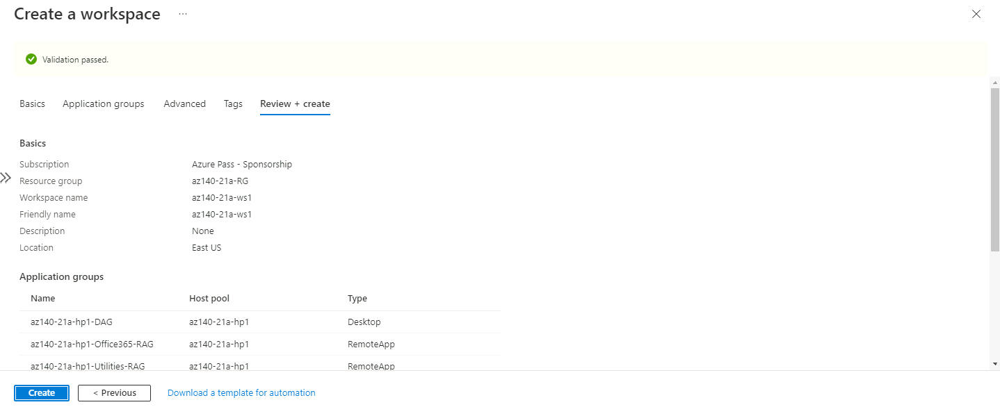 Create a workspace ...
Validation passed.
Basics Application groups Advanced Tags Review + create
Basics
Subscription Azure Pass - Sponsorship
Resource group az140-21a-RG
Workspace name az140-21a-ws1
Friendly name az140-21a-ws1
Description None
Location East US
Application groups
Name Host pool Type
az140-21a-hp1-DAG az140-21a-hp1 Desktop
az140-21a-hp1-Office365-RAG az140-21a-hp1 RemoteApp
az140-21a-hp1-Utilities-RAG az140-21a-hp1 RemoteApp
Create < Previous Download a template for automation